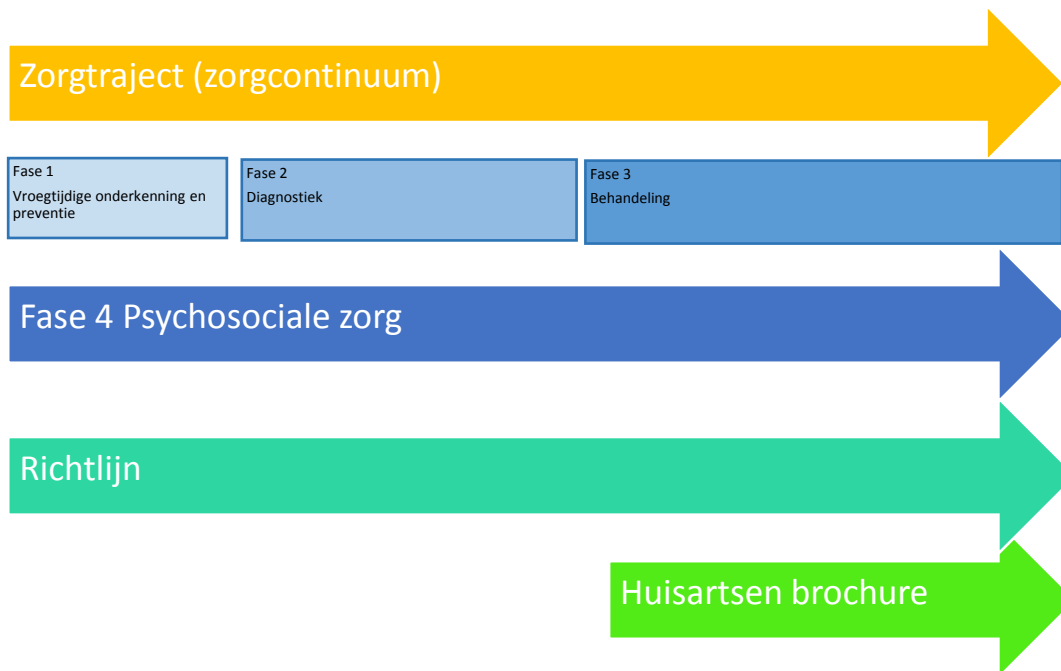 Zorgtraject (zorgcontinuum)
Fase 1
Vroegtijdige onderkenning en
preventie
Fase 2
Diagnostiek
Fase 3
Behandeling
Fase 4 Psychosociale zorg
Richtlijn
Huisartsen brochure